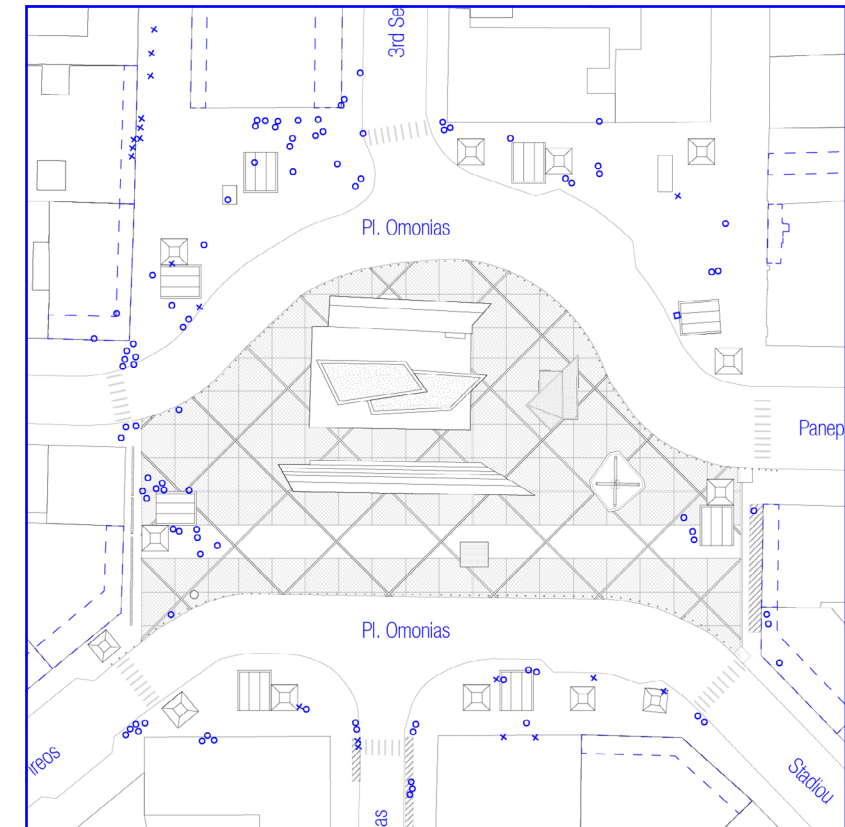 3rd Se
Pl. Omonias
Panep
Pl. Omonias
ireos
Stadiou
as